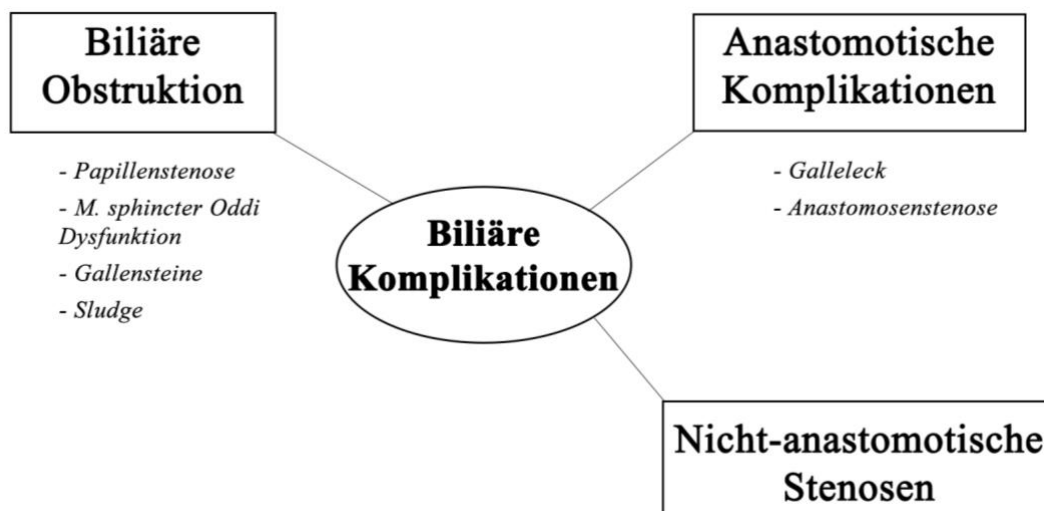 Biliäre
Obstruktion
- Papillenstenose
- M. sphincter Oddi
Dysfunktion
- Gallensteine
- Sludge
Anastomotische
Komplikationen
- Galleleck
- Anastomosenstenose
Biliäre
Komplikationen
Nicht-anastomotische
Stenosen